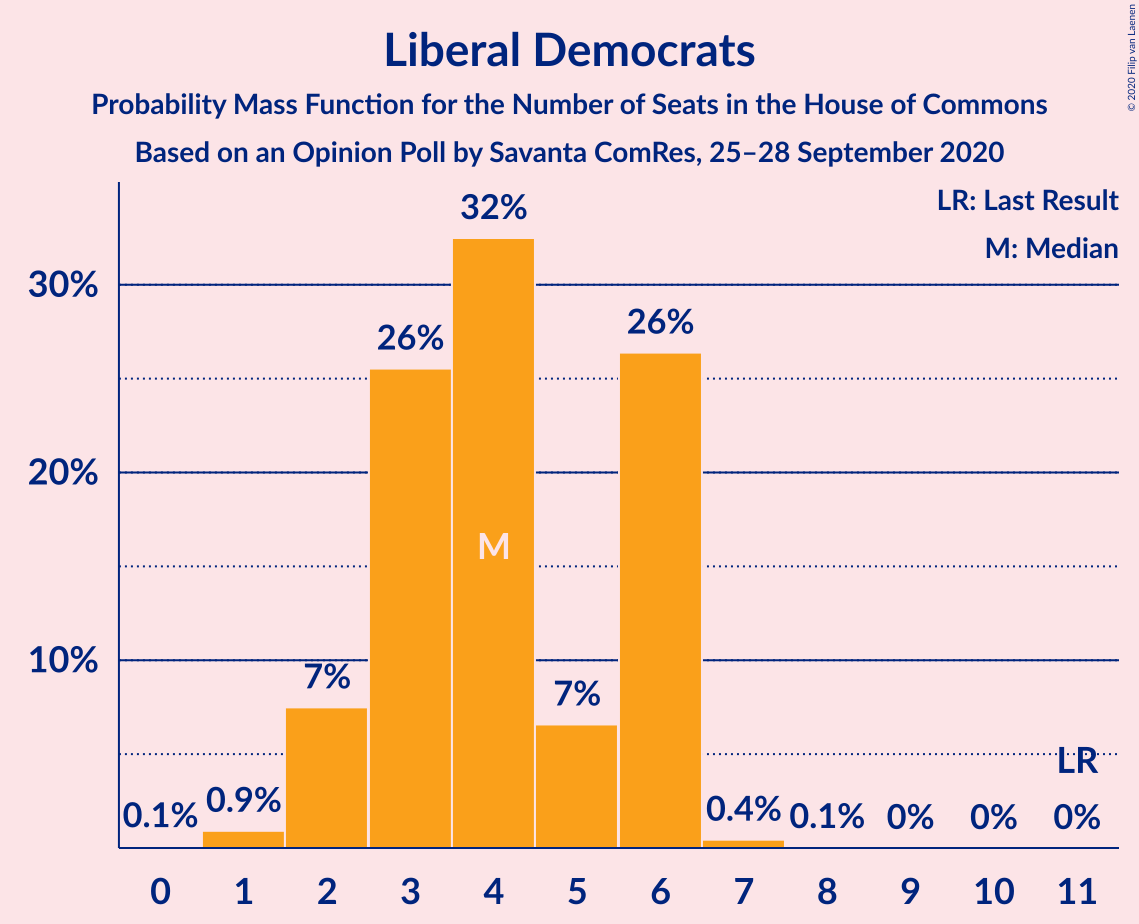 Liberal Democrats
Probability Mass Function for the Number of Seats in the House of Commons
Based on an Opinion Poll by Savanta ComRes, 25–28 September 2020
© 2020 Filip van Laenen
LR: Last Result
M: Median
30%
20%
10%
0.1%
0.9%
7%
26%
32%
M
7%
26%
0.4%
0.1%
0%
0%
LR
0%
0 1 2 3 4 5 6 7 8 9 10 11